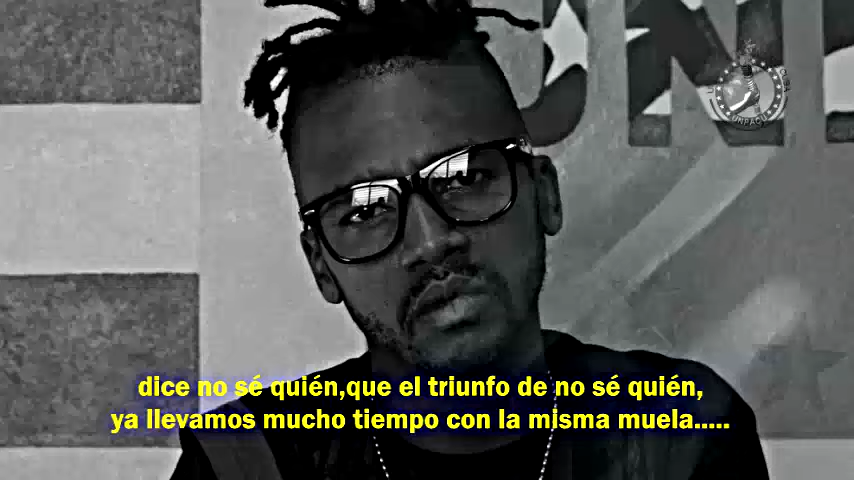 UNPACU
dice no sé quién,que el triunfo de no sé quién,
ya llevamos mucho tiempo con la misma muela.....